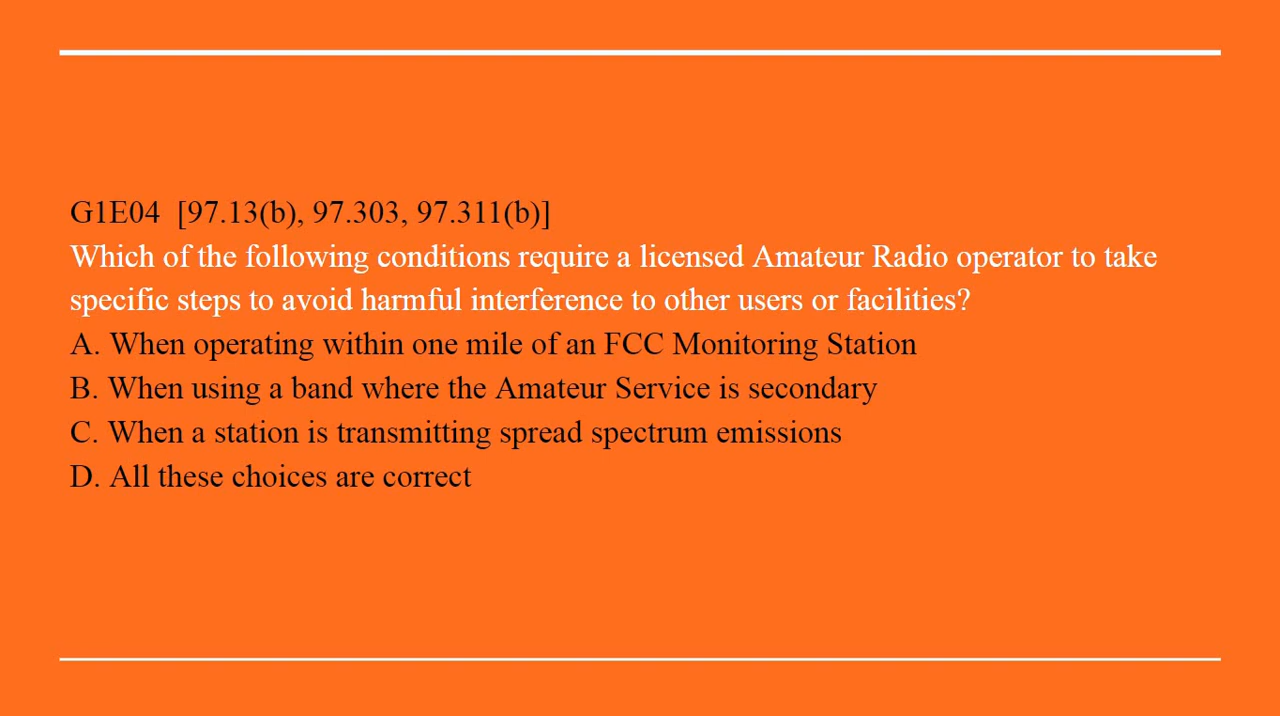 G1E04 [97.13(b), 97.303, 97.311(b)]
Which of the following conditions require a licensed Amateur Radio operator to take
specific steps to avoid harmful interference to other users or facilities?
A. When operating within one mile of an FCC Monitoring Station
B. When using a band where the Amateur Service is secondary
C. When a station is transmitting spread spectrum emissions
D. All these choices are correct